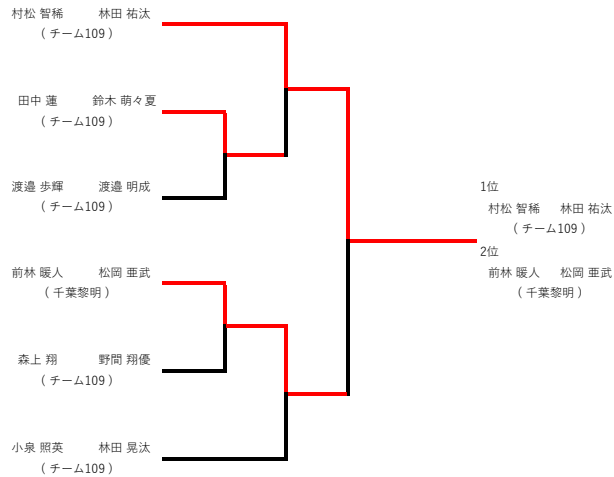 村松 智稀 林田 祐汰
( チーム109 )
田中 蓮 鈴木 萌々夏
( チーム109 )
渡邉 歩輝 渡邉 明成
( チーム109 )
前林 暖人 松岡 亜武
( 千葉黎明 )
森上 翔 野間 翔優
( チーム109 )
小泉 照英 林田 晃汰
( チーム109 )
1位
村松 智稀 林田 祐汰
( チーム109 )
2位
前林 暖人 松岡 亜武
( 千葉黎明 )